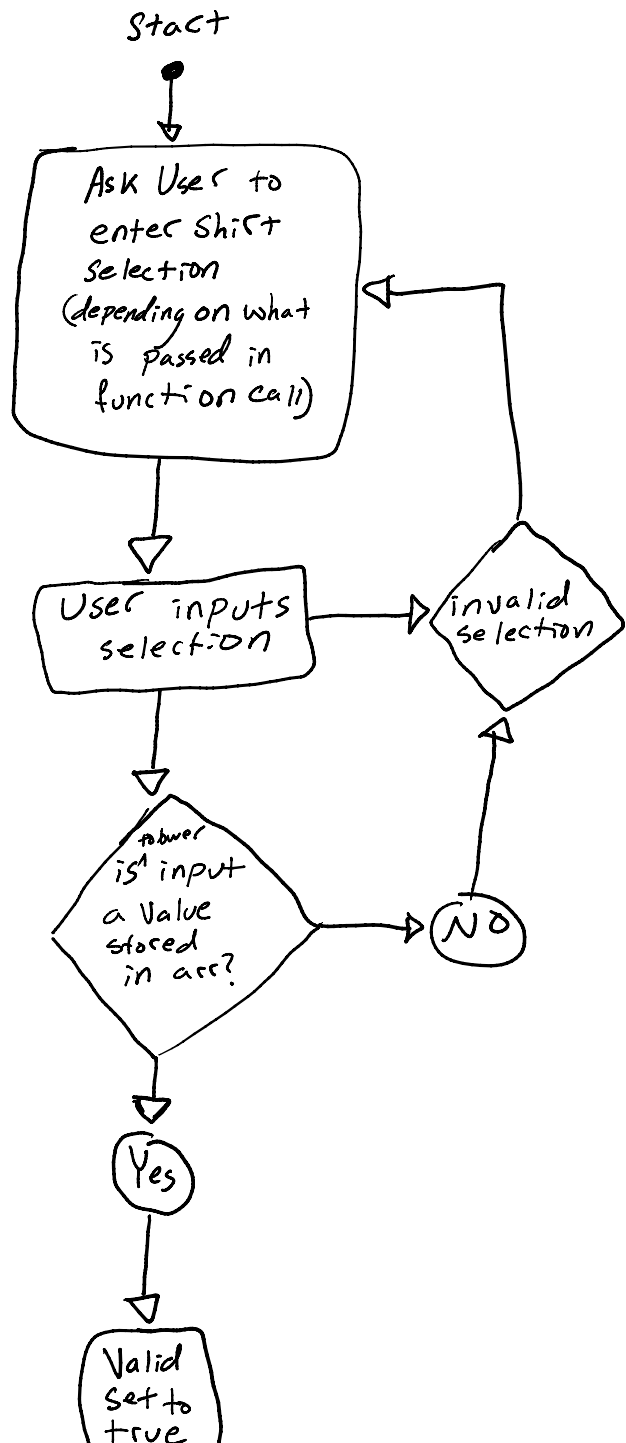 Start
Ask User to
enter Shirt
selection
(depending on what
is passed in
function call)
User inputs
selection
invalid
selection
tolower
is^ input
a value
stored
in arr?
NO
Yes
Valid
set to
true